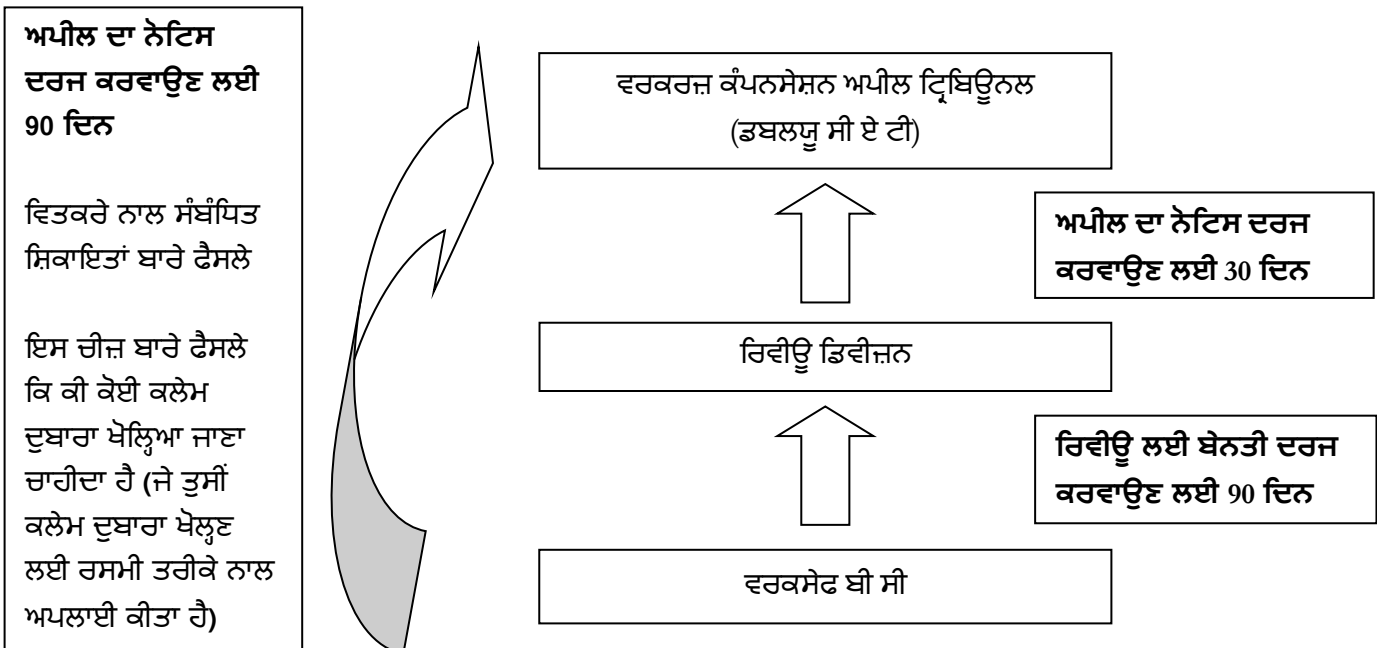 ਅਪੀਲ ਦਾ ਨੋਟਿਸ
ਦਰਜ ਕਰਵਾਉਣ ਲਈ
90 ਦਿਨ
ਵਿਤਕਰੇ ਨਾਲ ਸੰਬੰਧਿਤ
ਸ਼ਿਕਾਇਤਾਂ ਬਾਰੇ ਫੈਸਲੇ
ਇਸ ਚੀਜ਼ ਬਾਰੇ ਫੈਸਲੇ
ਕਿ ਕੀ ਕੋਈ ਕਲੇਮ
ਦੁਬਾਰਾ ਖੋਲ੍ਹਿਆ ਜਾਣਾ
ਚਾਹੀਦਾ ਹੈ (ਜੇ ਤੁਸੀਂ
ਕਲੇਮ ਦੁਬਾਰਾ ਖੋਲ੍ਹਣ
ਲਈ ਰਸਮੀ ਤਰੀਕੇ ਨਾਲ
ਅਪਲਾਈ ਕੀਤਾ ਹੈ)
ਵਰਕਰਜ਼ ਕੰਪਨਸੇਸ਼ਨ ਅਪੀਲ ਟ੍ਰਿਬਿਊਨਲ
(ਡਬਲਯੂ ਸੀ ਏ ਟੀ)
ਅਪੀਲ ਦਾ ਨੋਟਿਸ ਦਰਜ
ਕਰਵਾਉਣ ਲਈ 30 ਦਿਨ
ਰਿਵੀਊ ਡਿਵੀਜ਼ਨ
ਰਿਵੀਊ ਲਈ ਬੇਨਤੀ ਦਰਜ
ਕਰਵਾਉਣ ਲਈ 90 ਦਿਨ
ਵਰਕਸੇਫ ਬੀ ਸੀ